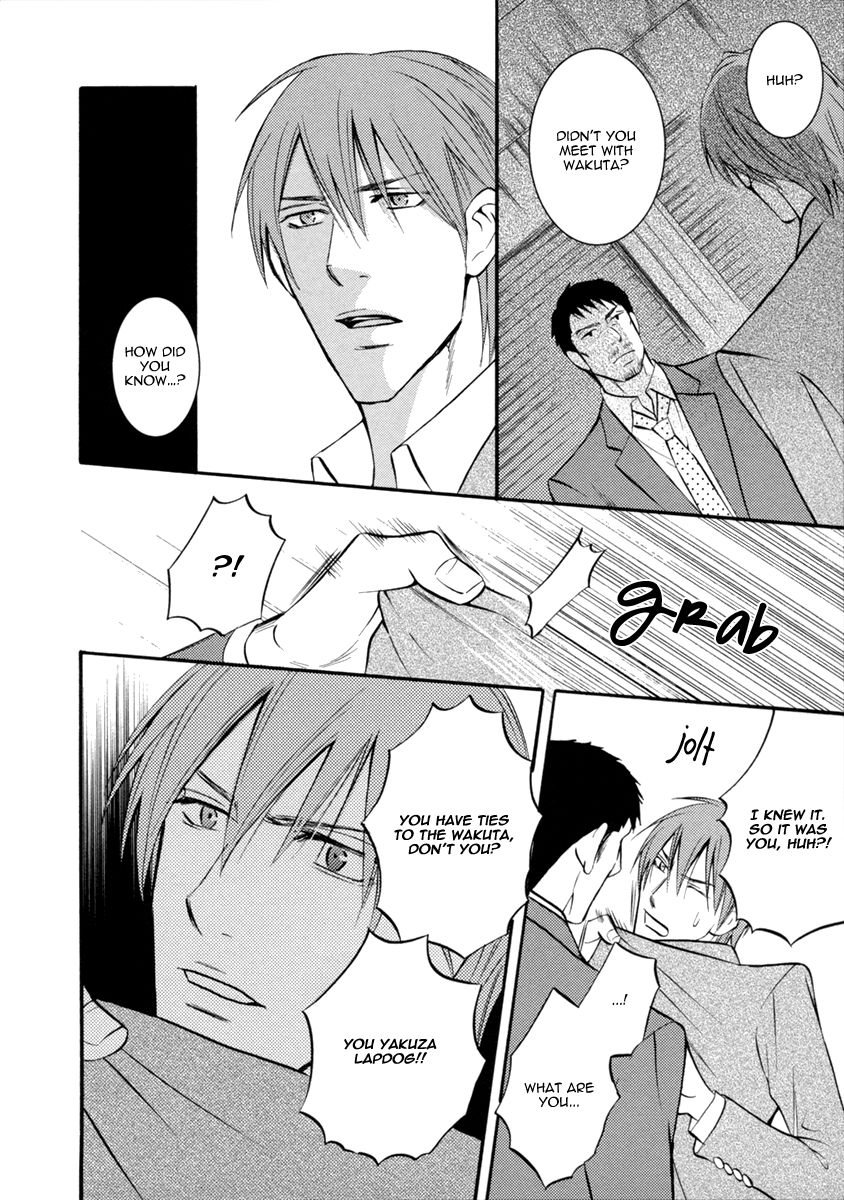 HUH?
DIDN'T YOU
MEET WITH
WAKUTA?
HOW DID
YOU
KNOW...?
grab
?!
jolt
I KNEW IT.
SO IT WAS
YOU, HUH?!
...!
WHAT ARE
YOU...
YOU HAVE TIES
TO THE WAKUTA,
DON'T YOU?
YOU YAKUZA
LAPDOG!!